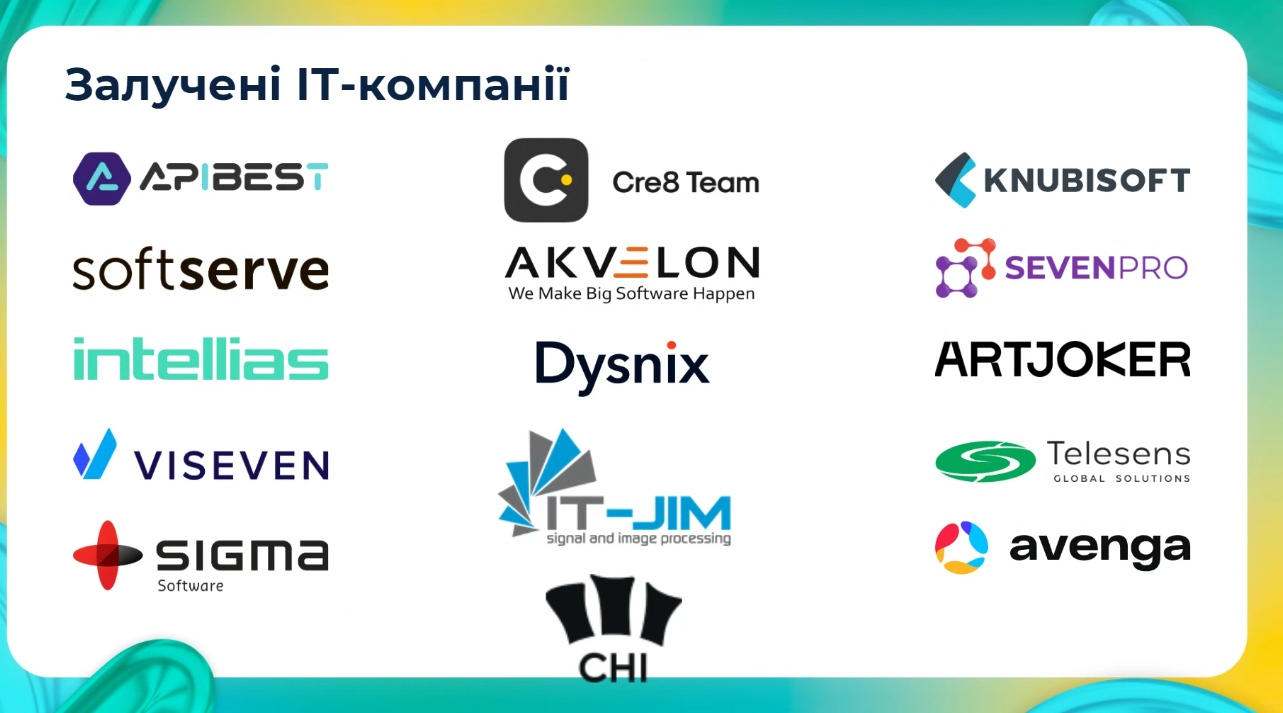 Залучені ІТ-компанії
APIBEST
softserve
intellias
VISEVEN
SIGMA
Software
Cre8 Team
AKVELON
We Make Big Software Happen
Dysnix
IT-JIM
signal and image processing
CHI
KNUBISOFT
SEVENPRO
ARTJOKER
Telesens
GLOBAL SOLUTIONS
avenga